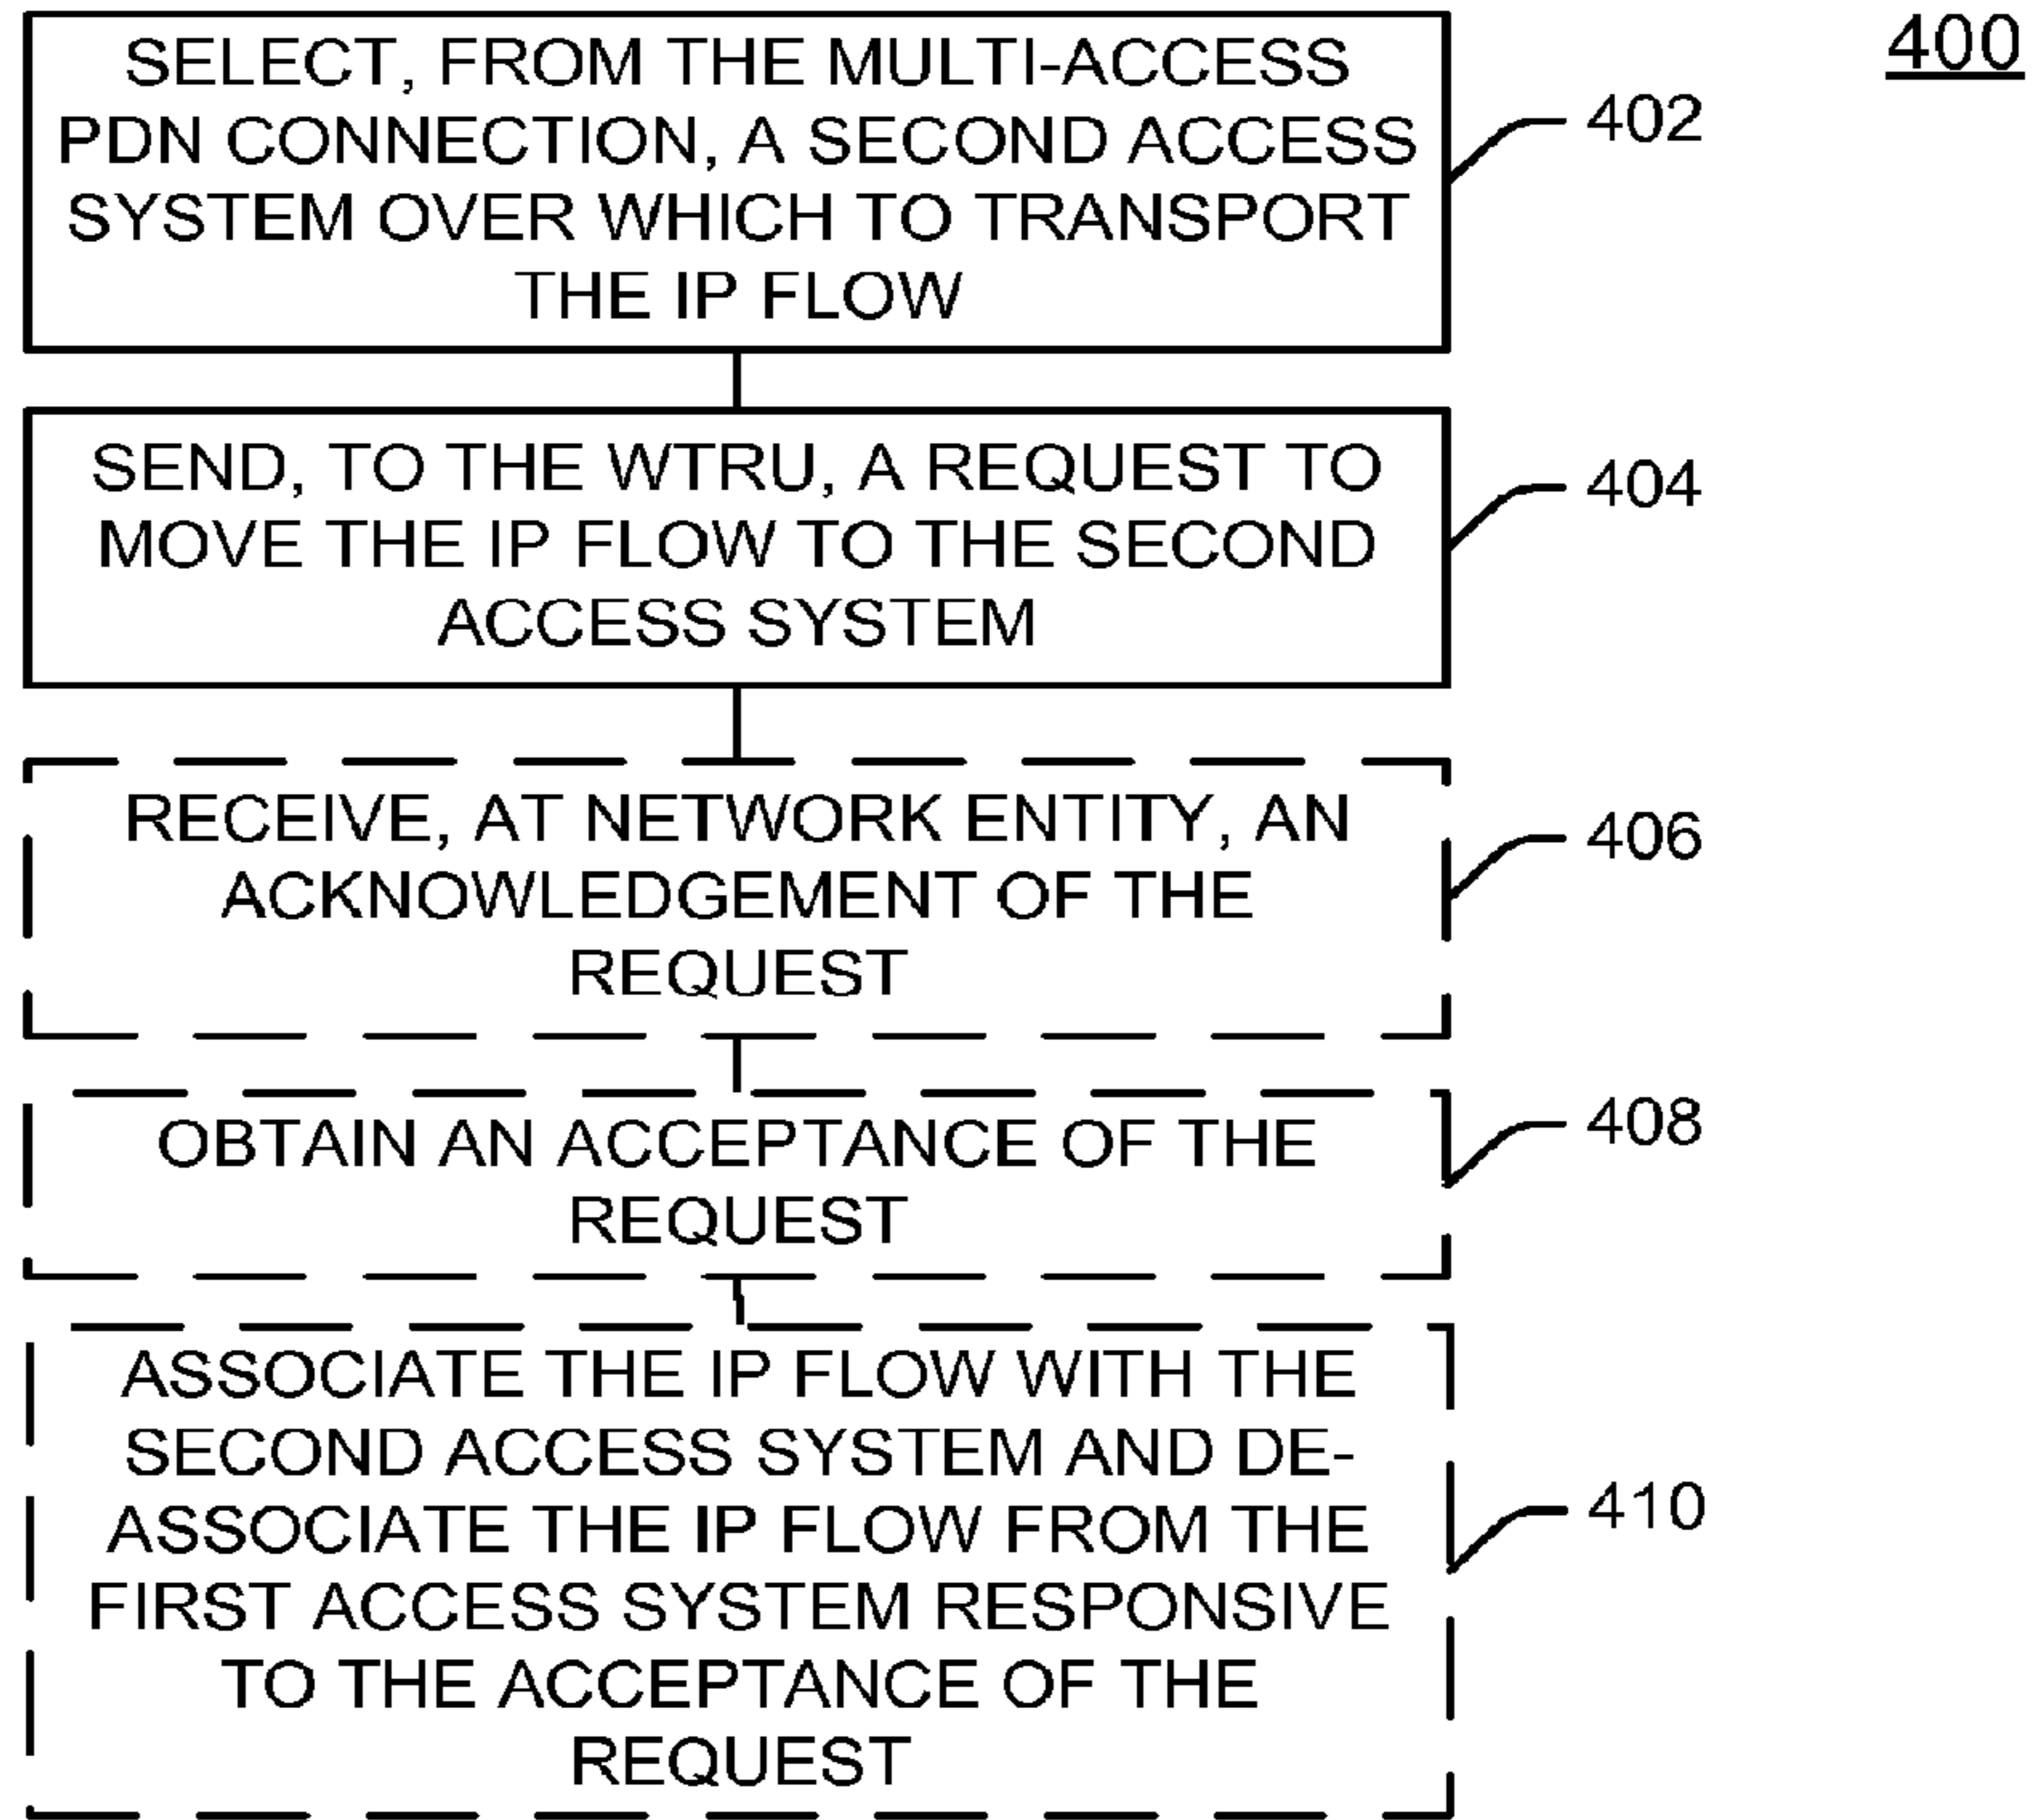 400
SELECT, FROM THE MULTI-ACCESS
PDN CONNECTION, A SECOND ACCESS
SYSTEM OVER WHICH TO TRANSPORT
THE IP FLOW
402
SEND, TO THE WTRU, A REQUEST TO
MOVE THE IP FLOW TO THE SECOND
ACCESS SYSTEM
404
RECEIVE, AT NETWORK ENTITY, AN
ACKNOWLEDGEMENT OF THE
REQUEST
406
OBTAIN AN ACCEPTANCE OF THE
REQUEST
408
ASSOCIATE THE IP FLOW WITH THE
SECOND ACCESS SYSTEM AND DE-
ASSOCIATE THE IP FLOW FROM THE
FIRST ACCESS SYSTEM RESPONSIVE
TO THE ACCEPTANCE OF THE
REQUEST
410